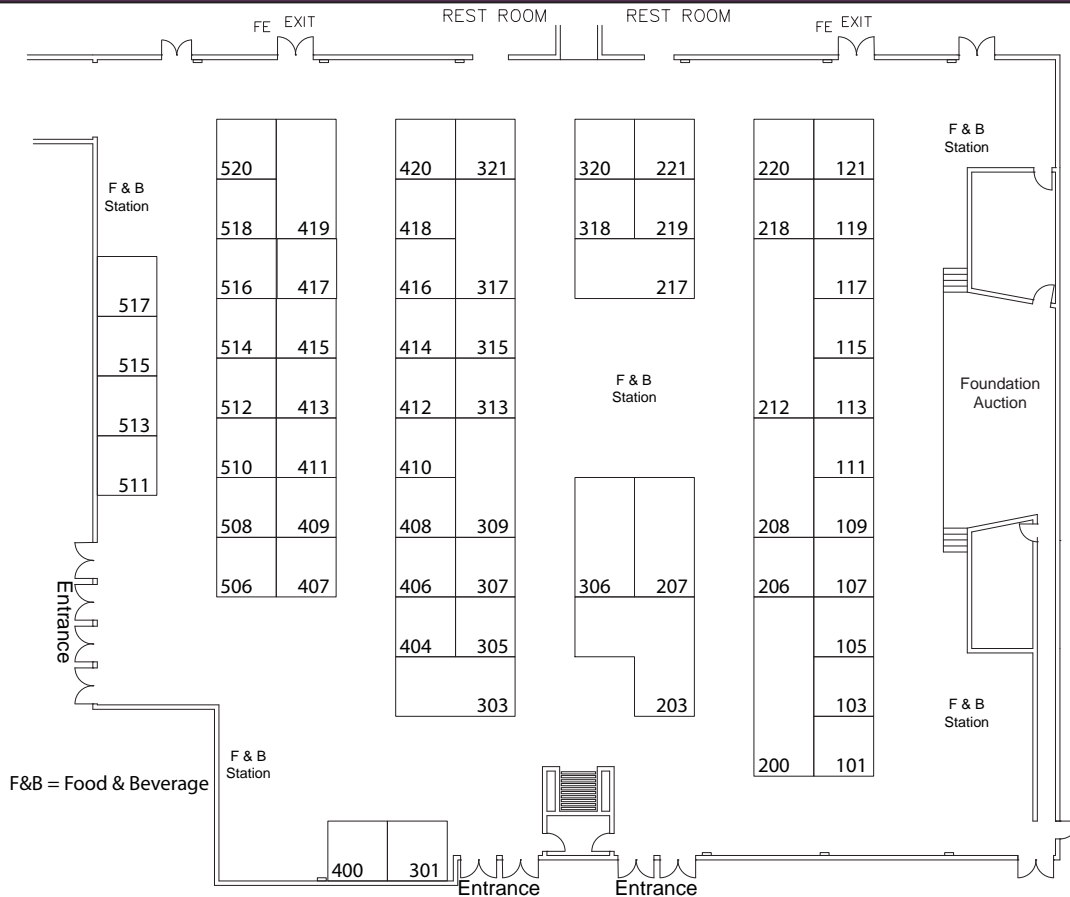 REST ROOM REST ROOM
FE EXIT FE EXIT
F & B
Station
F & B
Station
520 420 321 320 221 220 121
518 419 418 318 219 218 119
516 417 416 317 217 117
517
514 415 414 315 115
515
F & B
Station
Foundation
Auction
512 413 412 313 212 113
513
510 411 410 111
511
508 409 408 309 208 109
506 407 406 307 306 207 206 107
Entrance
404 305 105
303 203 103
F & B
Station
F & B
Station
200 101
F&B = Food & Beverage
400 301
Entrance Entrance